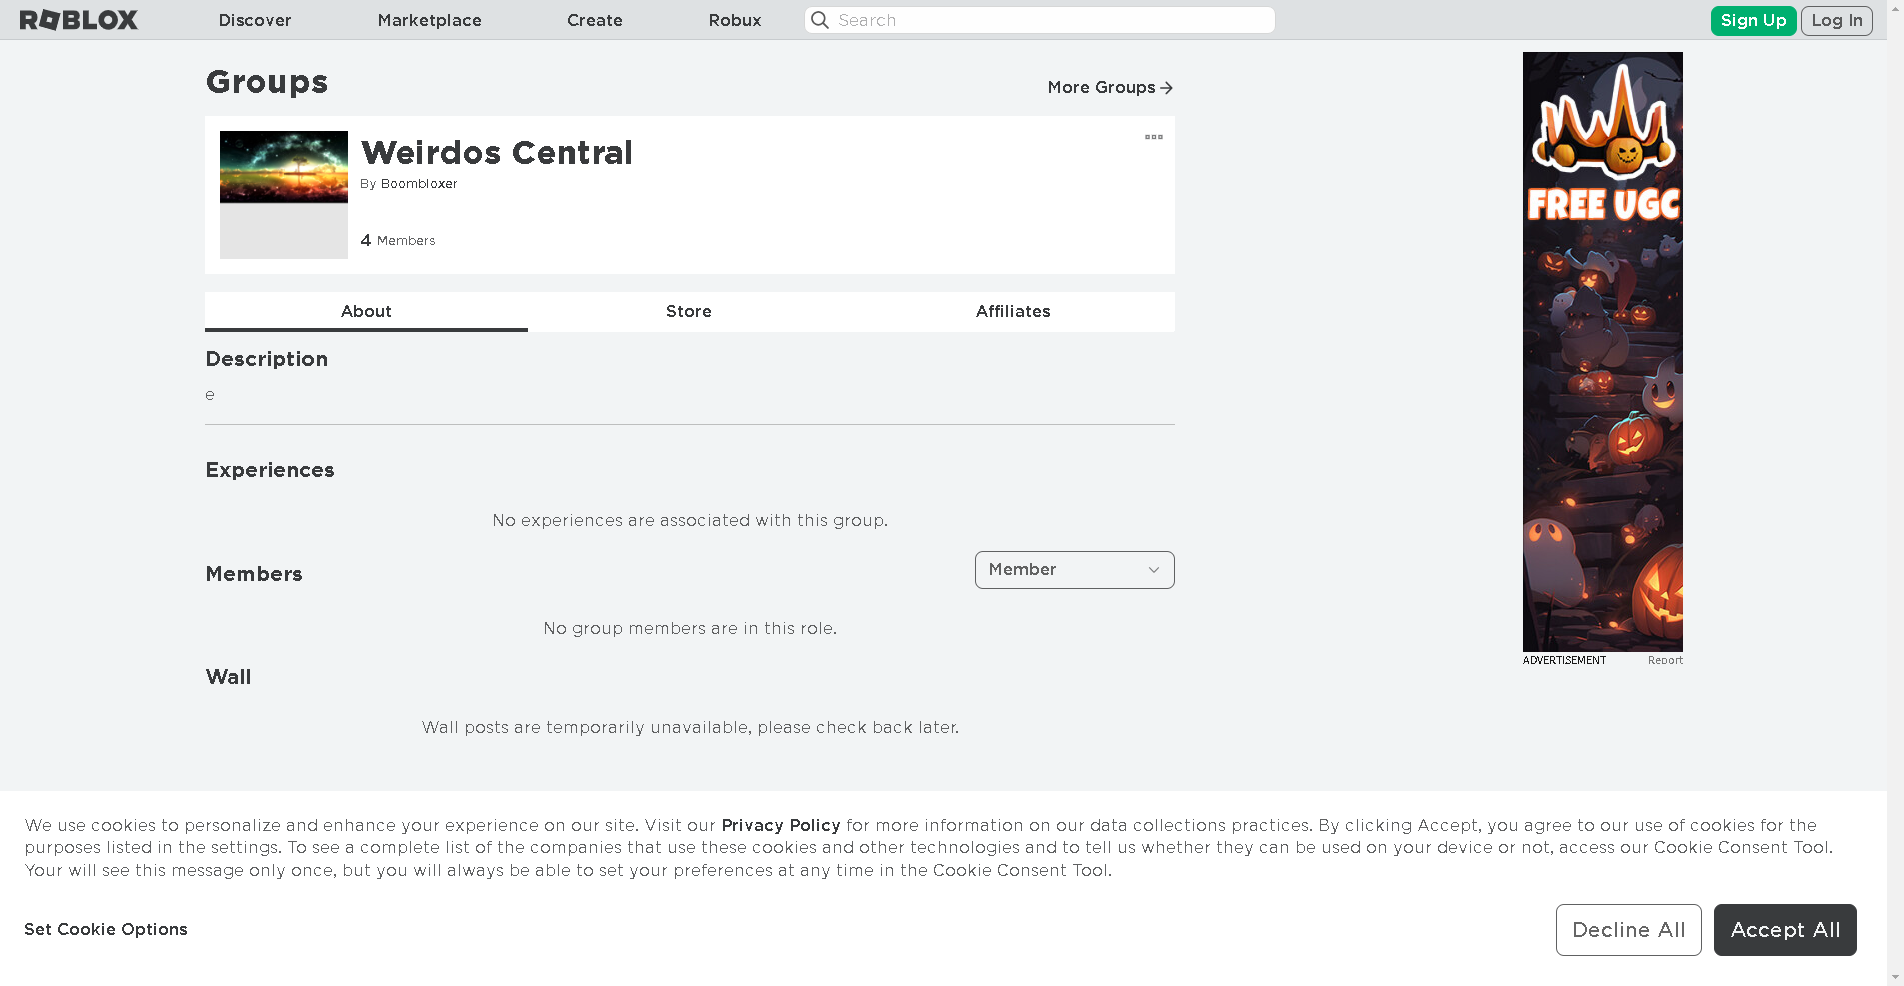 ROBLOX
Discover
Marketplace
Create
Robux
Search
Sign Up
Log In
Groups
More Groups
Weirdos Central
By Boombloxer
4 Members
About
Store
Affiliates
Description
e
Experiences
No experiences are associated with this group.
Members
Member
No group members are in this role.
Wall
Wall posts are temporarily unavailable, please check back later.
FREE UGC
ADVERTISEMENT
Report
We use cookies to personalize and enhance your experience on our site. Visit our Privacy Policy for more information on our data collections practices. By clicking Accept, you agree to our use of cookies for the
purposes listed in the settings. To see a complete list of the companies that use these cookies and other technologies and to tell us whether they can be used on your device or not, access our Cookie Consent Tool.
Your will see this message only once, but you will always be able to set your preferences at any time in the Cookie Consent Tool.
Set Cookie Options
Decline All
Accept All